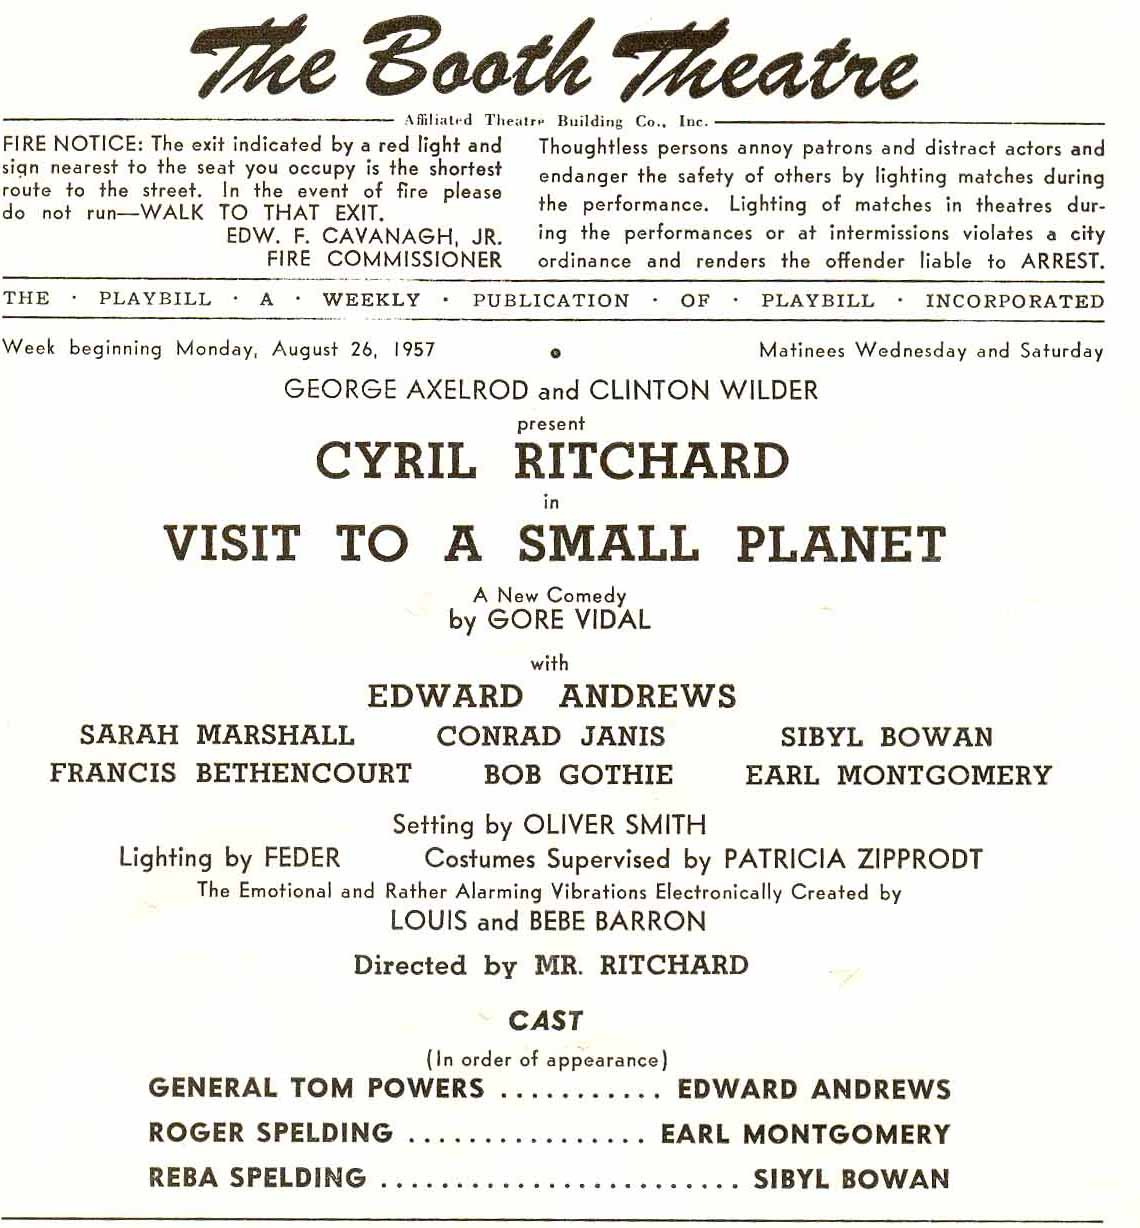 The Booth Theatre
Affiliated Theatre Building Co., Inc.
FIRE NOTICE: The exit indicated by a red light and
sign nearest to the seat you occupy is the shortest
route to the street. In the event of fire please
do not run—WALK TO THAT EXIT.
EDW. F. CAVANAGH, JR.
FIRE COMMISSIONER
Thoughtless persons annoy patrons and distract actors and
endanger the safety of others by lighting matches during
the performance. Lighting of matches in theatres dur-
ing the performances or at intermissions violates a city
ordinance and renders the offender liable to ARREST.
THE · PLAYBILL · A · WEEKLY · PUBLICATION · OF · PLAYBILL · INCORPORATED
Week beginning Monday, August 26, 1957 • Matinees Wednesday and Saturday
GEORGE AXELROD and CLINTON WILDER
present
CYRIL RITCHARD
in
VISIT TO A SMALL PLANET
A New Comedy
by GORE VIDAL
with
EDWARD ANDREWS
SARAH MARSHALL CONRAD JANIS SIBYL BOWAN
FRANCIS BETHENCOURT BOB GOTHIE EARL MONTGOMERY
Setting by OLIVER SMITH
Lighting by FEDER Costumes Supervised by PATRICIA ZIPPRODT
The Emotional and Rather Alarming Vibrations Electronically Created by
LOUIS and BEBE BARRON
Directed by MR. RITCHARD
CAST
(In order of appearance)
GENERAL TOM POWERS ........... EDWARD ANDREWS
ROGER SPELDING ................ EARL MONTGOMERY
REBA SPELDING ........................ SIBYL BOWAN